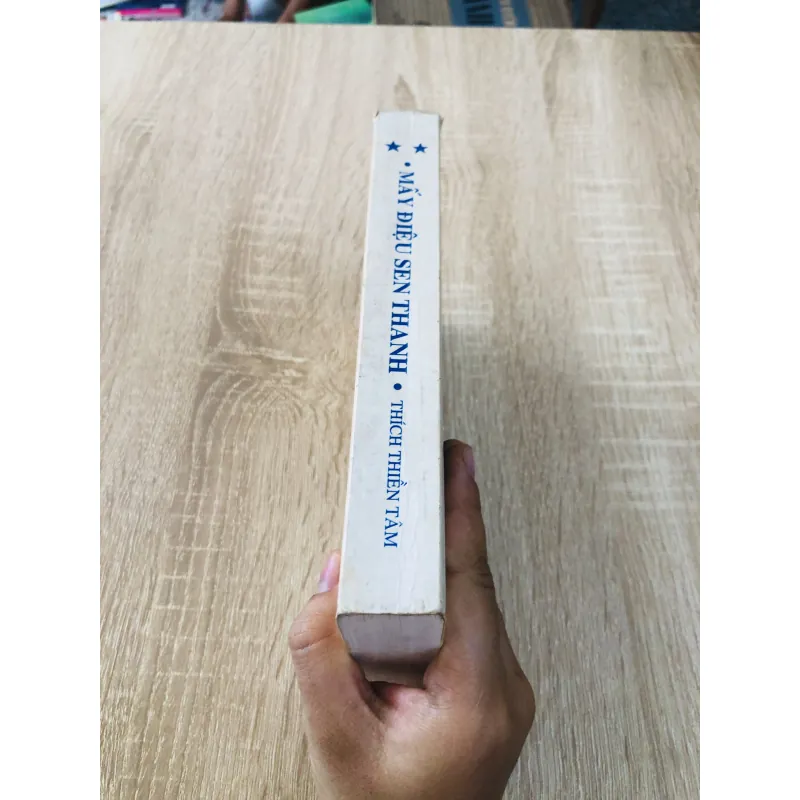 ★ ★
• MẤY ĐIỆU SEN THANH • THÍCH THIỀN TÂM